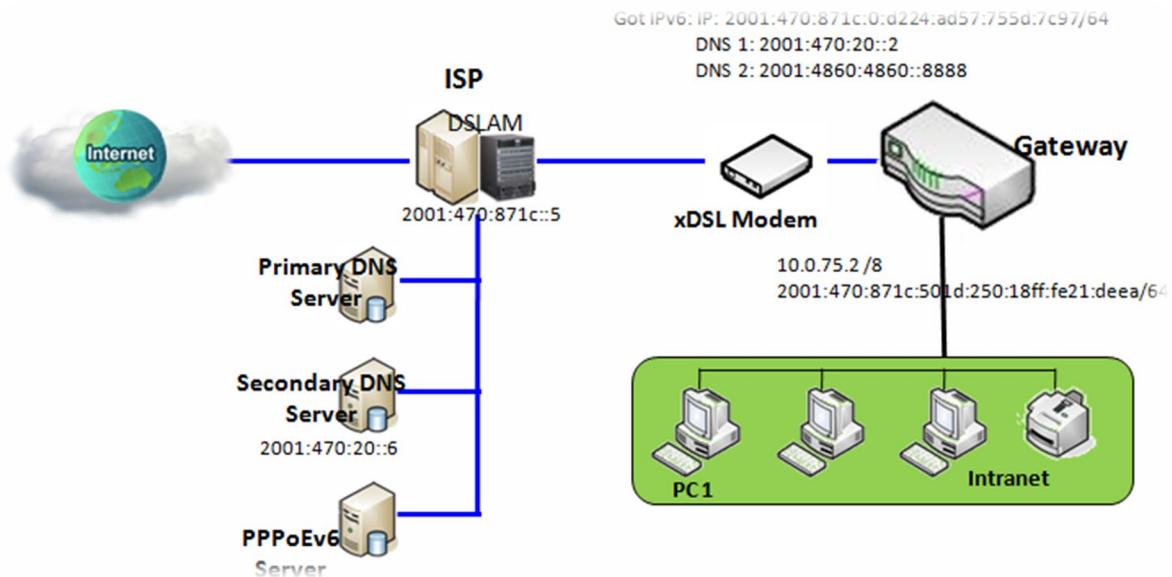 Got IPv6: IP: 2001:470:871c:0:d224:ad57:755d:7c97/64
DNS 1: 2001:470:20::2
DNS 2: 2001:4860:4860::8888
ISP
DSLAM
Internet
Gateway
2001:470:871c::5
xDSL Modem
Primary DNS
Server
10.0.75.2 /8
2001:470:871c:501d:250:18ff:fe21:deea/64
Secondary DNS
Server
2001:470:20::6
PC1
Intranet
PPPoEv6
Server